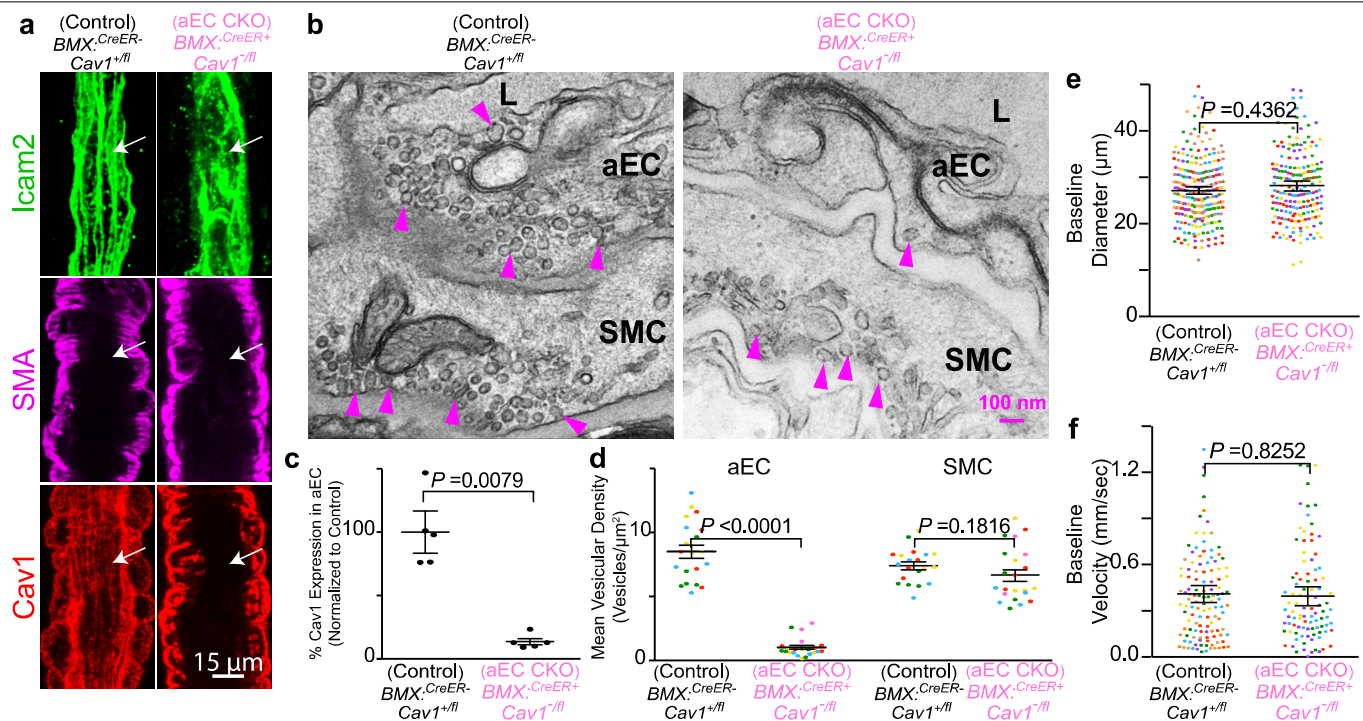 a
(Control)
BMX:CreER-
Cav1+/fl
(aEC CKO)
BMX:CreER+
Cav1-/fl
Icam2
SMA
Cav1
15 µm
b
(Control)
BMX:CreER-
Cav1+/fl
(aEC CKO)
BMX:CreER+
Cav1-/fl
L
aEC
SMC
L
aEC
SMC
100 nm
c
% Cav1 Expression in aEC
(Normalized to Control)
100
0
P =0.0079
(Control)
BMX:CreER-
Cav1+/fl
(aEC CKO)
BMX:CreER+
Cav1-/fl
d
aEC
SMC
Mean Vesicular Density
(Vesicles/µm²)
10
0
P <0.0001
P =0.1816
(Control)
BMX:CreER-
Cav1+/fl
(aEC CKO)
BMX:CreER+
Cav1-/fl
(Control)
BMX:CreER-
Cav1+/fl
(aEC CKO)
BMX:CreER+
Cav1-/fl
e
Baseline
Diameter (µm)
40
20
0
P =0.4362
(Control)
BMX:CreER-
Cav1+/fl
(aEC CKO)
BMX:CreER+
Cav1-/fl
f
Baseline
Velocity (mm/sec)
1.2
0.6
0.0
P =0.8252
(Control)
BMX:CreER-
Cav1+/fl
(aEC CKO)
BMX:CreER+
Cav1-/fl